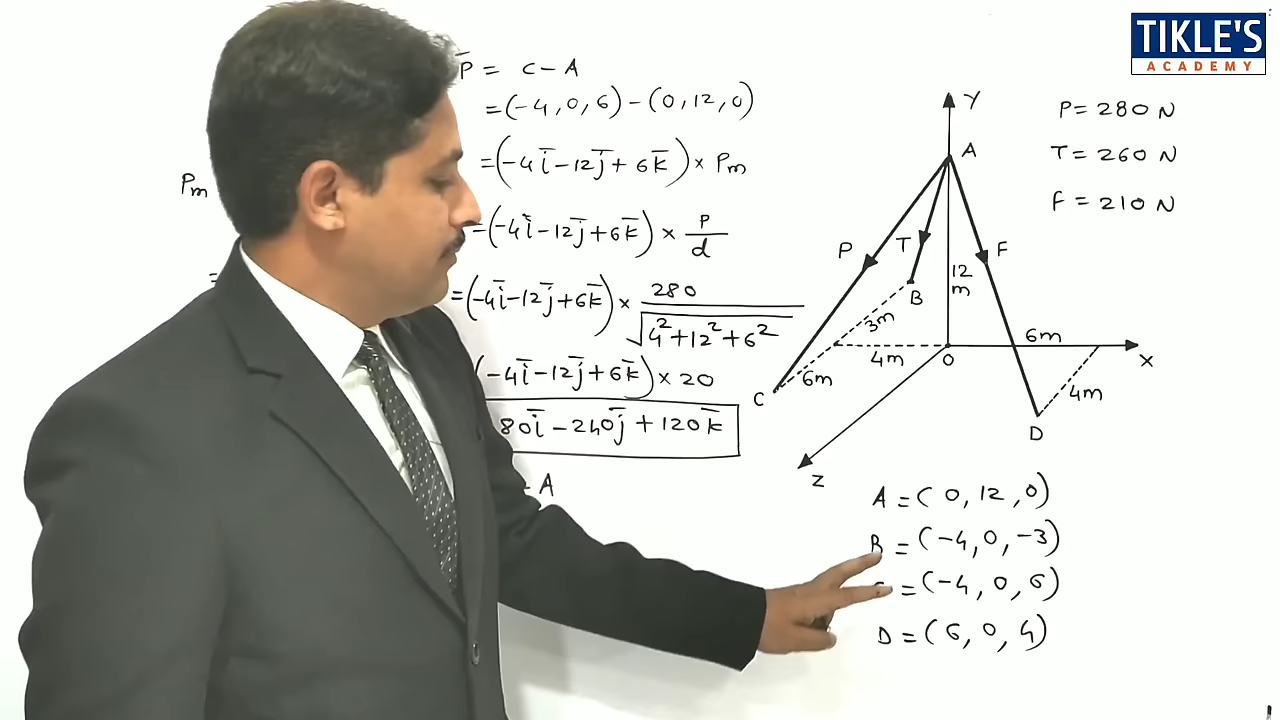 TIKLE'S
ACADEMY
P̅ = C - A
= (-4, 0, 6) - (0, 12, 0)
= (-4i̅ - 12j̅ + 6k̅) × Pm
Pm
= (-4i̅ - 12j̅ + 6k̅) × P/d
=
= (-4i̅ - 12j̅ + 6k̅) × 280/√(4² + 12² + 6²)
(-4i̅ - 12j̅ + 6k̅) × 20
80i̅ - 240j̅ + 120k̅
- A
Y
A
P
T
F
12
m
B
3m
6m
4m
O
X
6m
C
4m
D
Z
P = 280 N
T = 260 N
F = 210 N
A = (0, 12, 0)
B = (-4, 0, -3)
= (-4, 0, 6)
D = (6, 0, 4)